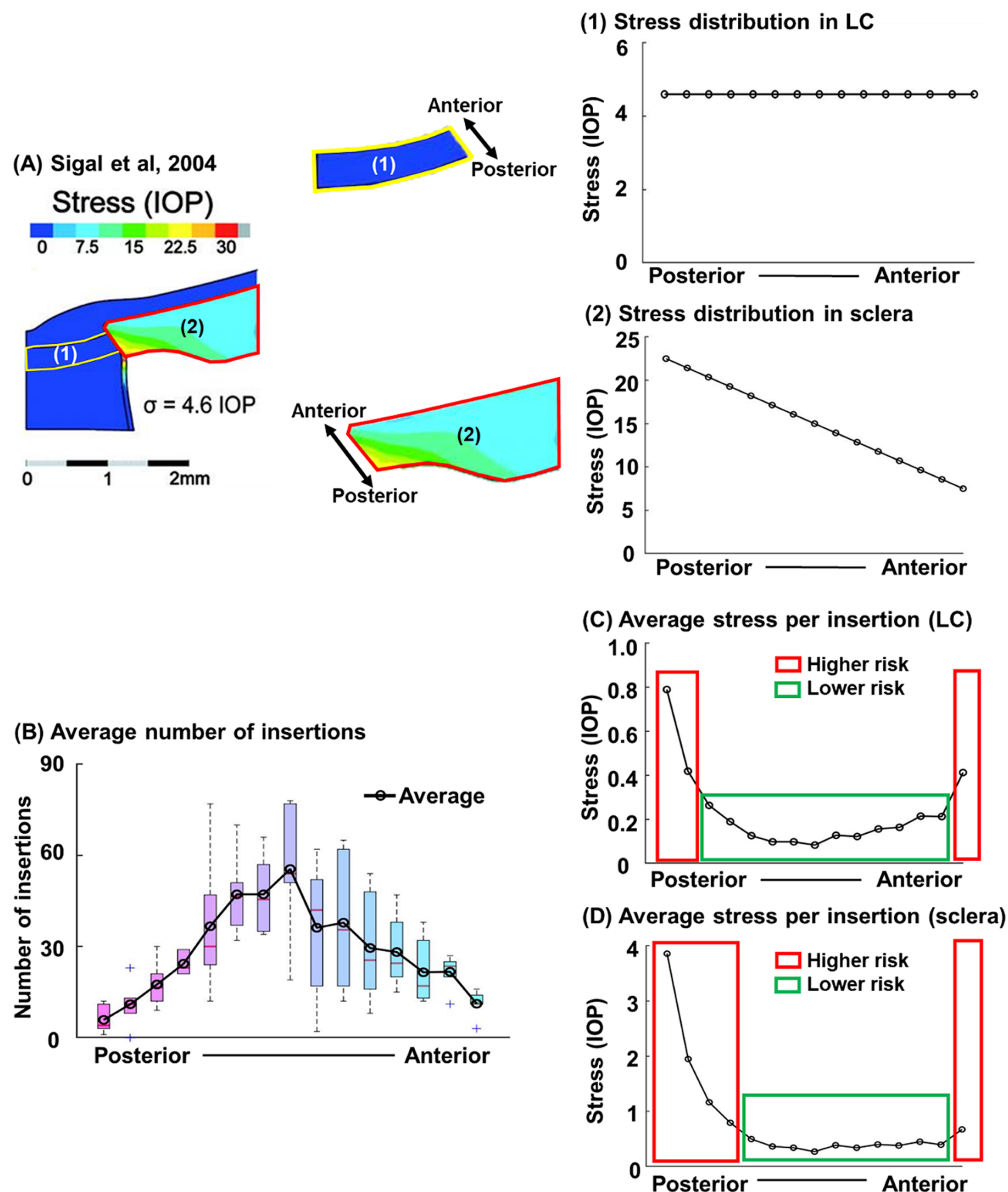 (A) Sigal et al, 2004
Stress (IOP)
0 7.5 15 22.5 30
(1)
(2)
σ = 4.6 IOP
0 1 2mm
Anterior
(1)
Posterior
Anterior
(2)
Posterior
(1) Stress distribution in LC
Stress (IOP)
6
4
2
0
Posterior Anterior
(2) Stress distribution in sclera
Stress (IOP)
25
20
15
10
5
0
Posterior Anterior
(B) Average number of insertions
Number of insertions
90
60
30
0
Average
Posterior Anterior
(C) Average stress per insertion (LC)
Stress (IOP)
1.0
0.8
0.6
0.4
0.2
0
Higher risk
Lower risk
Posterior Anterior
(D) Average stress per insertion (sclera)
Stress (IOP)
4
3
2
1
0
Higher risk
Lower risk
Posterior Anterior